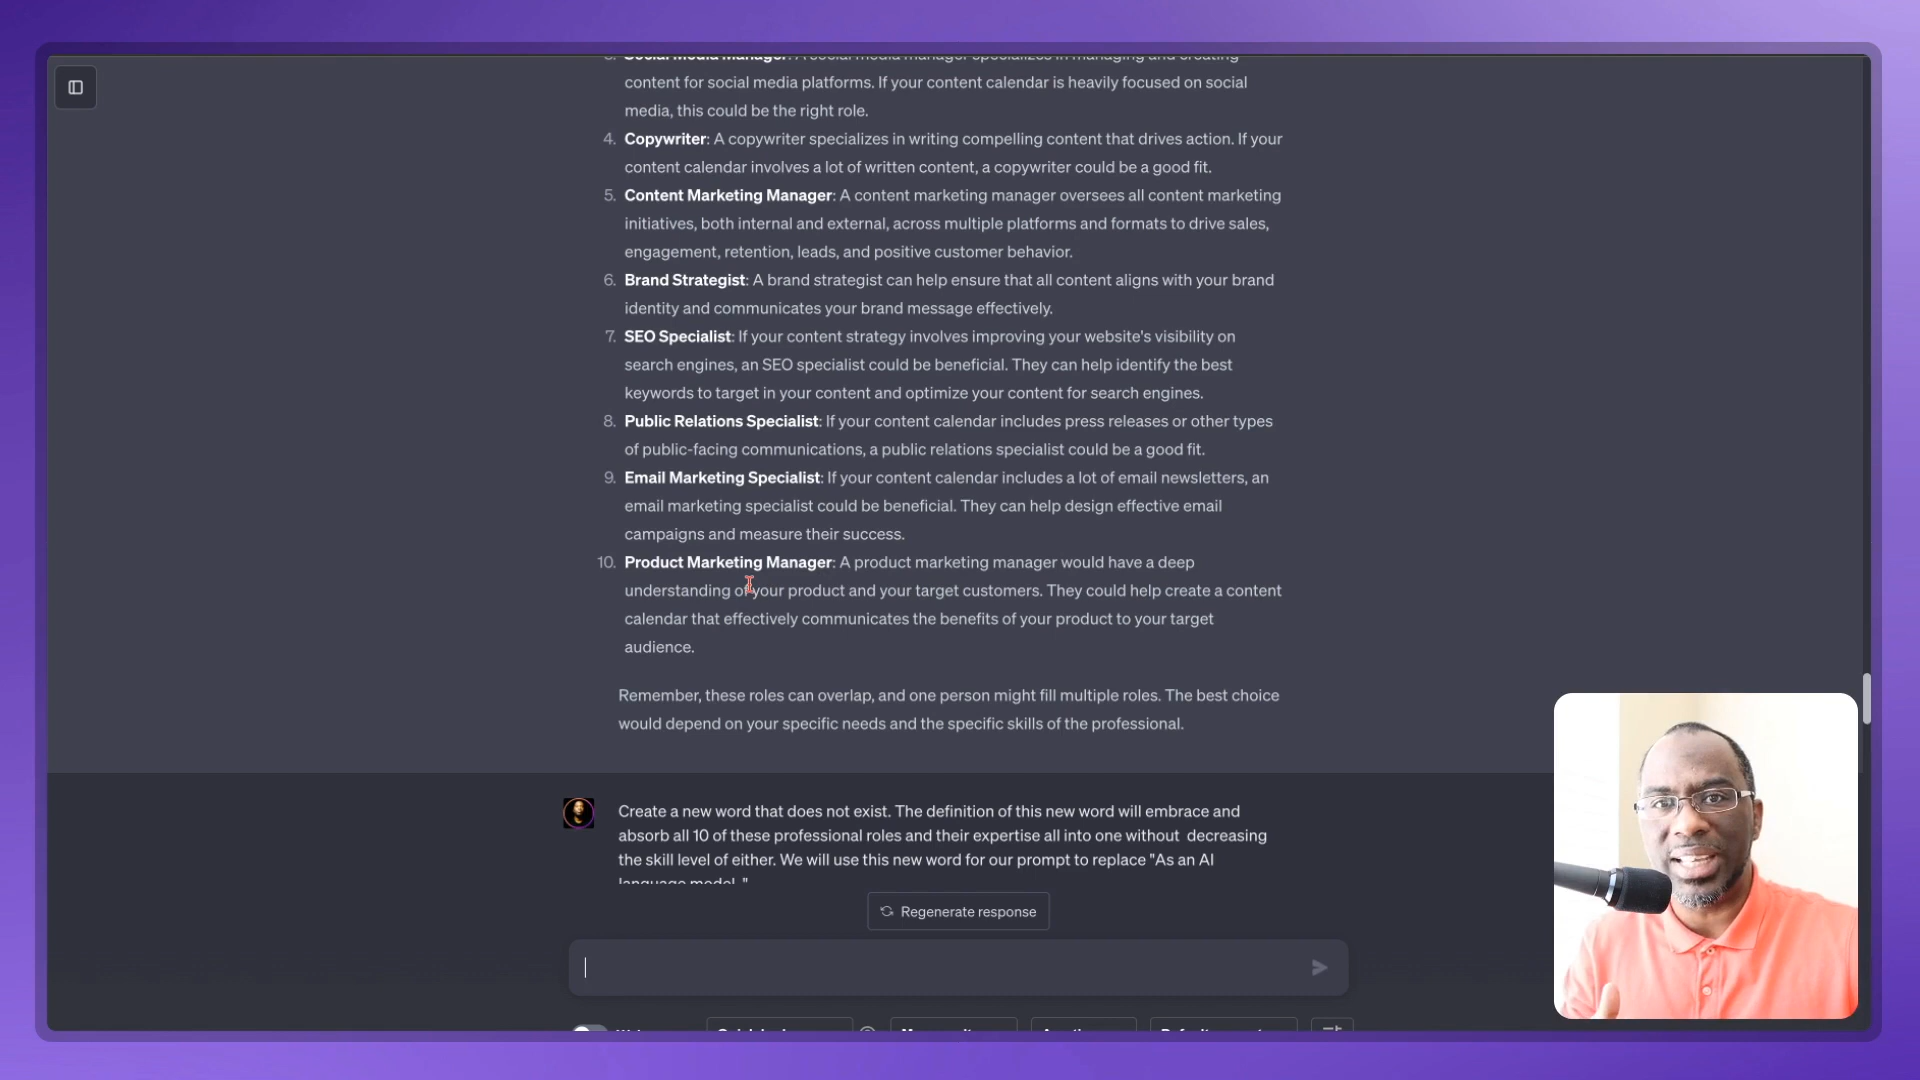 3. Social Media Manager: A social media manager specializes in managing and creating
content for social media platforms. If your content calendar is heavily focused on social
media, this could be the right role.
4. Copywriter: A copywriter specializes in writing compelling content that drives action. If your
content calendar involves a lot of written content, a copywriter could be a good fit.
5. Content Marketing Manager: A content marketing manager oversees all content marketing
initiatives, both internal and external, across multiple platforms and formats to drive sales,
engagement, retention, leads, and positive customer behavior.
6. Brand Strategist: A brand strategist can help ensure that all content aligns with your brand
identity and communicates your brand message effectively.
7. SEO Specialist: If your content strategy involves improving your website's visibility on
search engines, an SEO specialist could be beneficial. They can help identify the best
keywords to target in your content and optimize your content for search engines.
8. Public Relations Specialist: If your content calendar includes press releases or other types
of public-facing communications, a public relations specialist could be a good fit.
9. Email Marketing Specialist: If your content calendar includes a lot of email newsletters, an
email marketing specialist could be beneficial. They can help design effective email
campaigns and measure their success.
10. Product Marketing Manager: A product marketing manager would have a deep
understanding of your product and your target customers. They could help create a content
calendar that effectively communicates the benefits of your product to your target
audience.
Remember, these roles can overlap, and one person might fill multiple roles. The best choice
would depend on your specific needs and the specific skills of the professional.
Create a new word that does not exist. The definition of this new word will embrace and
absorb all 10 of these professional roles and their expertise all into one without decreasing
the skill level of either. We will use this new word for our prompt to replace "As an AI
language model, "
Regenerate response